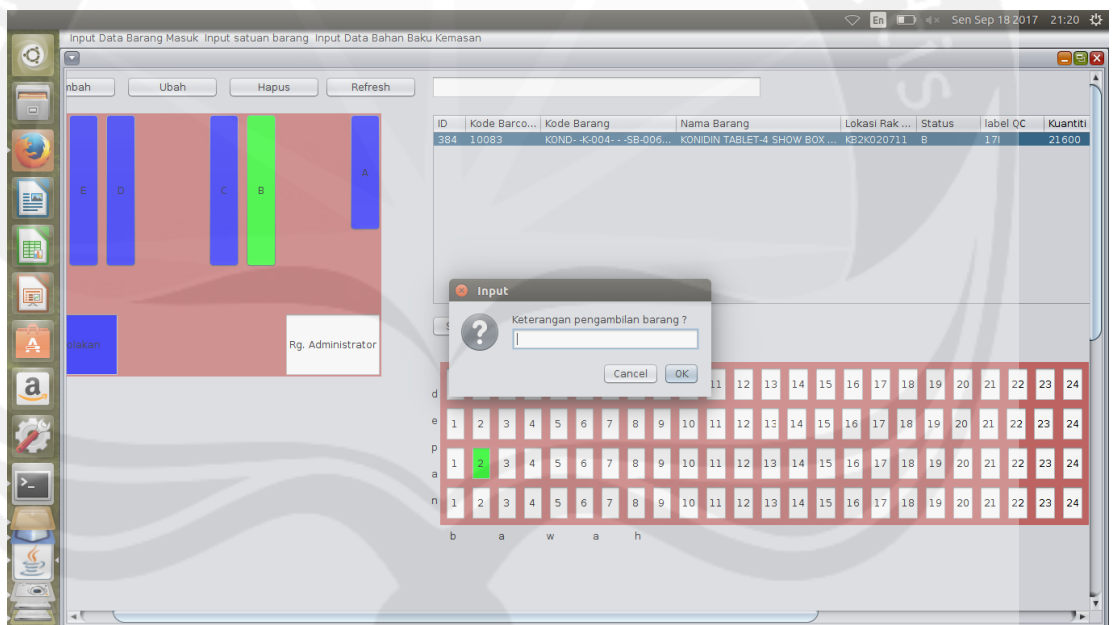 En Sen Sep 18 2017 21:20
Input Data Barang Masuk Input satuan barang Input Data Bahan Baku Kemasan
mbah Ubah Hapus Refresh
ID Kode Barco... Kode Barang Nama Barang Lokasi Rak ... Status label QC Kuantiti
384 10083 KOND- -K-004- - -SB-006... KONIDIN TABLET-4 SHOW BOX ... KB2K020711 B 17I 21600
E D C B A
Input
Keterangan pengambilan barang ?
Cancel OK
olakan Rg. Administrator
d 11 12 13 14 15 16 17 18 19 20 21 22 23 24
e 1 2 3 4 5 6 7 8 9 10 11 12 13 14 15 16 17 18 19 20 21 22 23 24
p
a 1 2 3 4 5 6 7 8 9 10 11 12 13 14 15 16 17 18 19 20 21 22 23 24
n 1 2 3 4 5 6 7 8 9 10 11 12 13 14 15 16 17 18 19 20 21 22 23 24
b a w a h